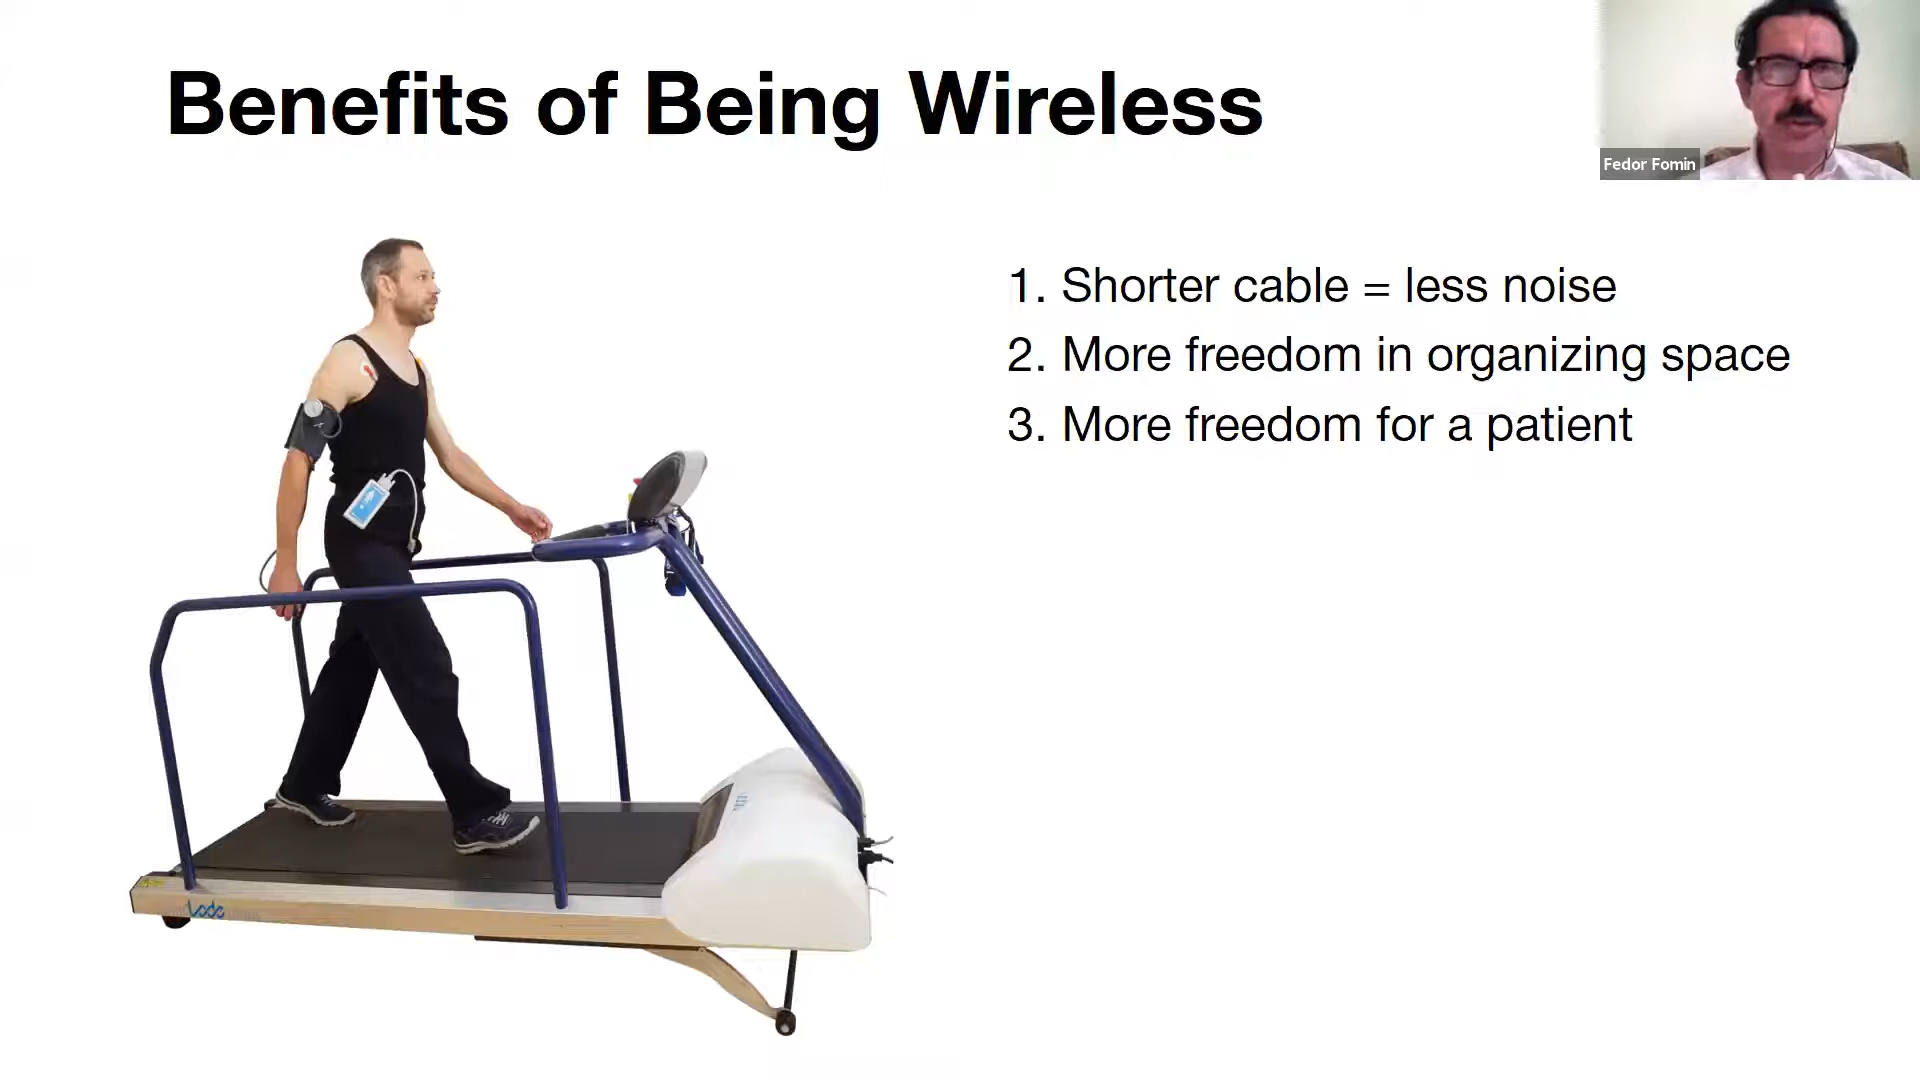 Benefits of Being Wireless
Fedor Fomin
1. Shorter cable = less noise
2. More freedom in organizing space
3. More freedom for a patient
Lode